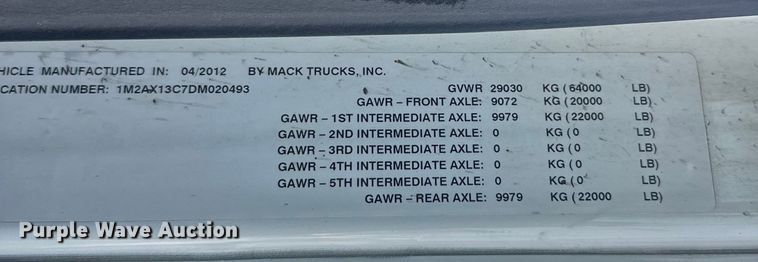 HICLE MANUFACTURED IN: 04/2012 BY MACK TRUCKS, INC.
CATION NUMBER: 1M2AX13C7DM020493
GVWR 29030 KG (64000 LB)
GAWR – FRONT AXLE: 9072 KG (20000 LB)
GAWR – 1ST INTERMEDIATE AXLE: 9979 KG (22000 LB)
GAWR – 2ND INTERMEDIATE AXLE: 0 KG (0 LB)
GAWR – 3RD INTERMEDIATE AXLE: 0 KG (0 LB)
GAWR – 4TH INTERMEDIATE AXLE: 0 KG (0 LB)
GAWR – 5TH INTERMEDIATE AXLE: 0 KG (0 LB)
GAWR – REAR AXLE: 9979 KG (22000 LB)
Purple Wave Auction